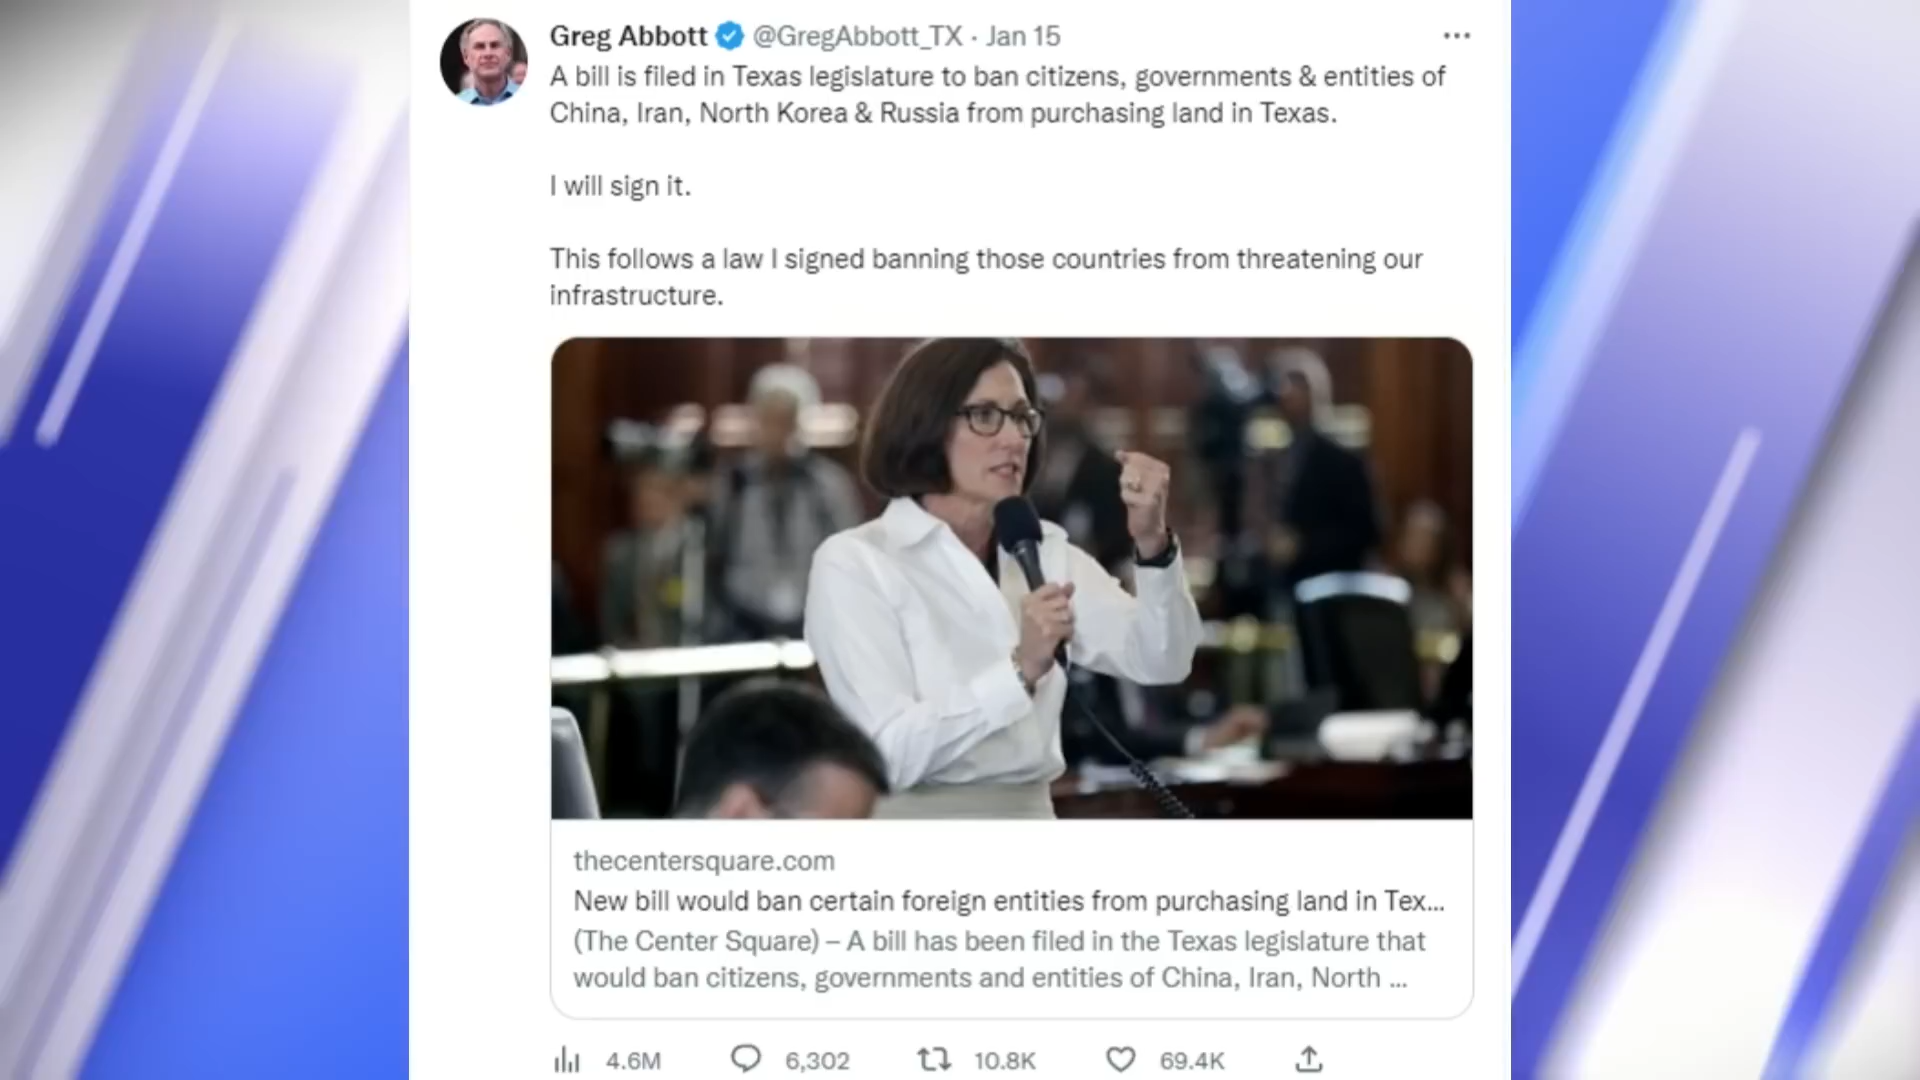 Greg Abbott @GregAbbott_TX · Jan 15
A bill is filed in Texas legislature to ban citizens, governments & entities of
China, Iran, North Korea & Russia from purchasing land in Texas.
I will sign it.
This follows a law I signed banning those countries from threatening our
infrastructure.
thecentersquare.com
New bill would ban certain foreign entities from purchasing land in Tex...
(The Center Square) – A bill has been filed in the Texas legislature that
would ban citizens, governments and entities of China, Iran, North ...
4.6M 6,302 10.8K 69.4K